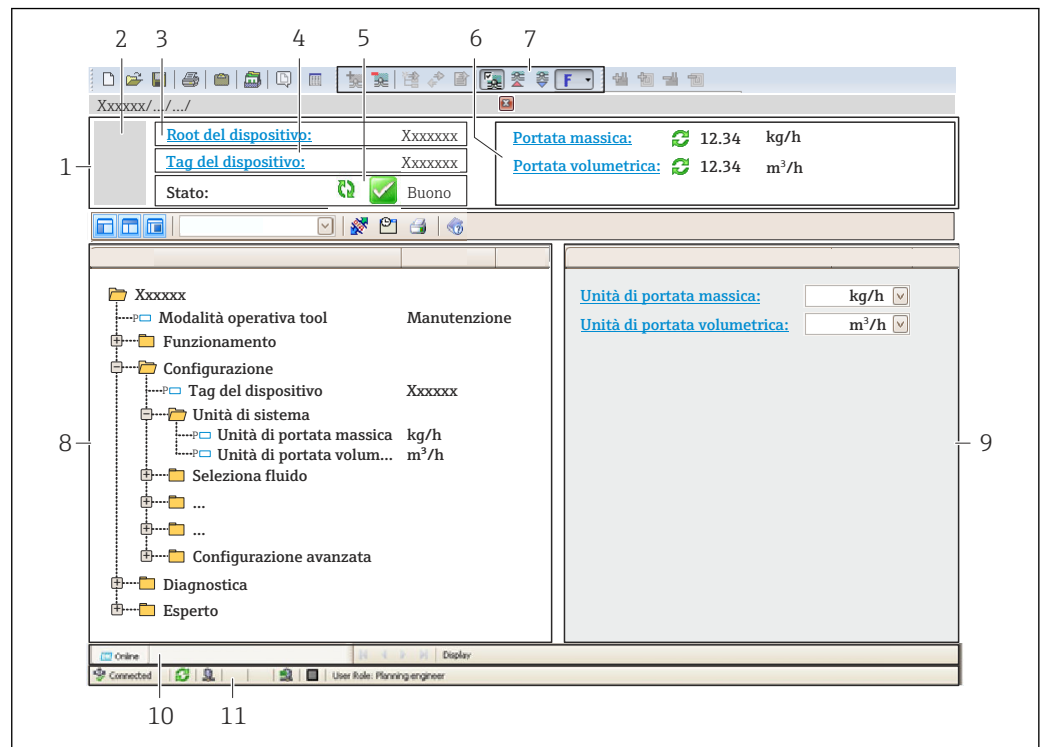 2 3 4 5 6 7
F
Xxxxxx/.../.../
1
Root del dispositivo: Xxxxxxx
Portata massica: 12.34 kg/h
Tag del dispositivo: Xxxxxxx
Portata volumetrica: 12.34 m³/h
Stato: Buono
8
Xxxxxx
Modalità operativa tool Manutenzione
Funzionamento
Configurazione
Tag del dispositivo Xxxxxx
Unità di sistema
Unità di portata massica kg/h
Unità di portata volum... m³/h
Seleziona fluido
...
...
Configurazione avanzata
Diagnostica
Esperto
Unità di portata massica: kg/h
Unità di portata volumetrica: m³/h
9
Online Display
Connected User Role: Planning engineer
10 11